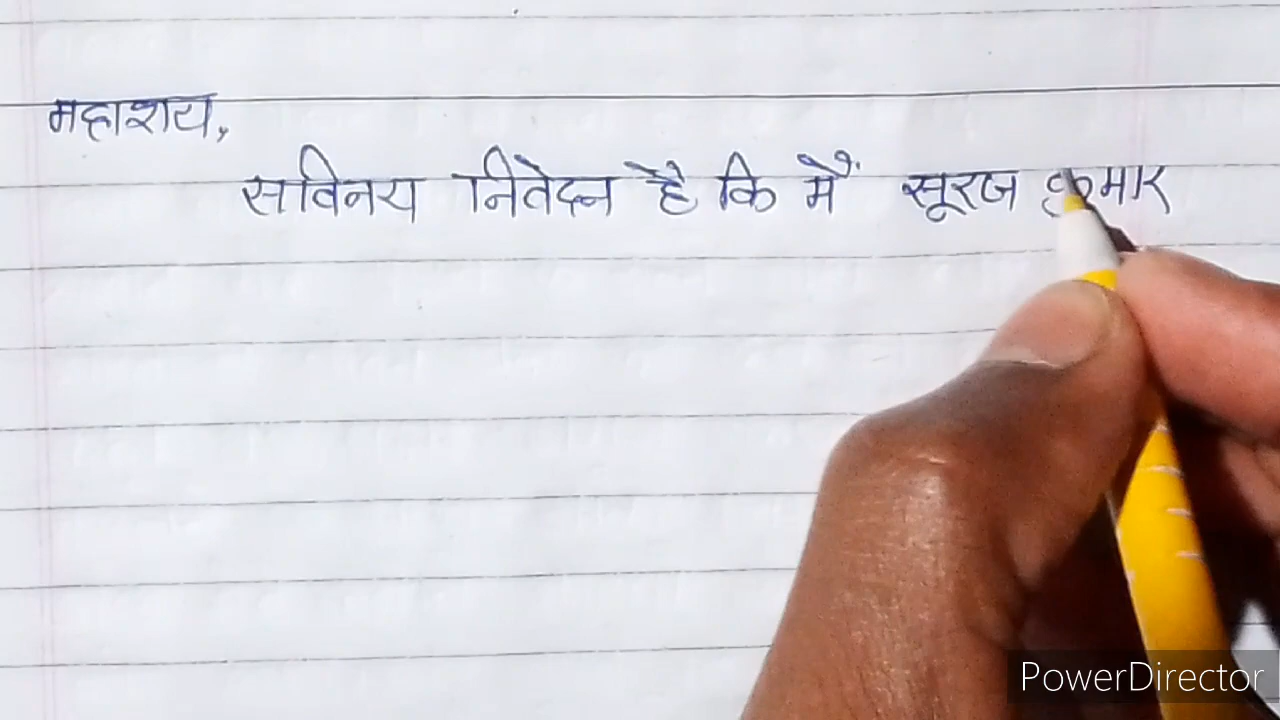 महाशय,
सविनय निवेदन है कि मैं सूरज कुमार
PowerDirector